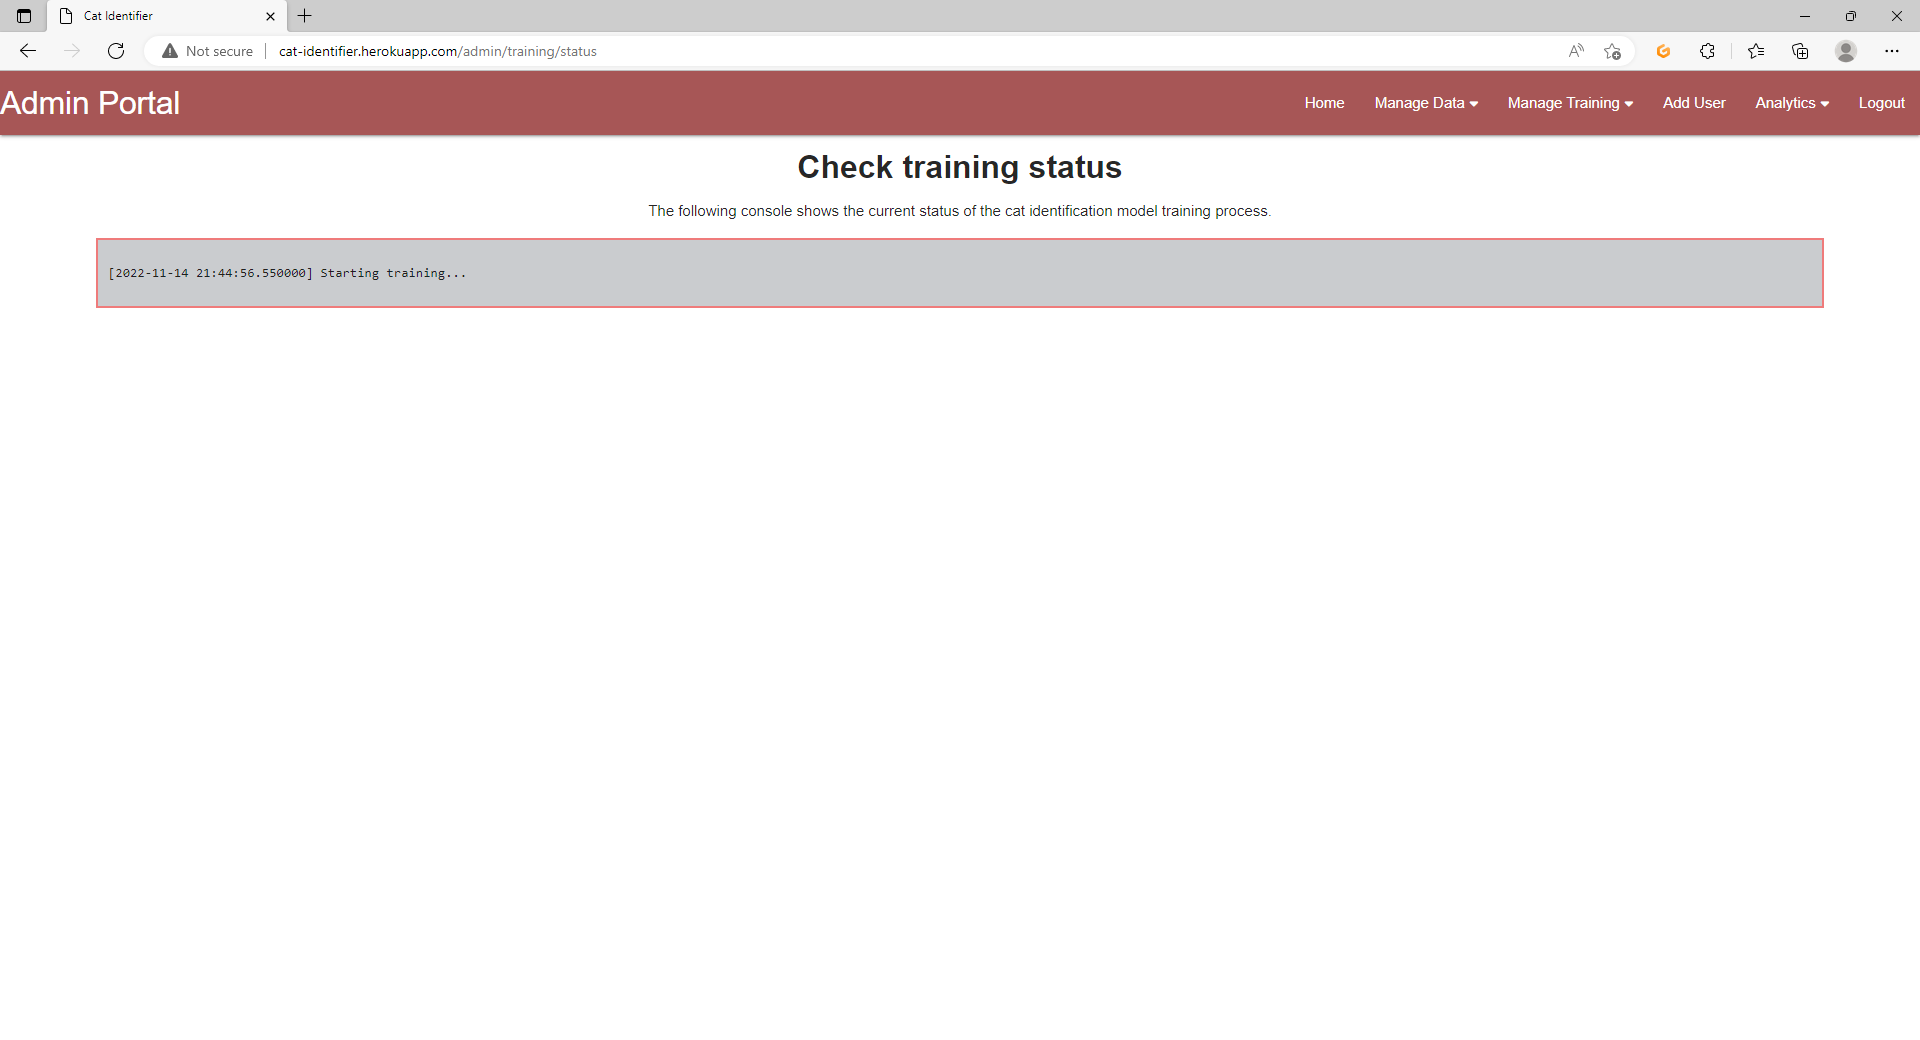 Cat Identifier
Not secure
cat-identifier.herokuapp.com/admin/training/status
Admin Portal
Home
Manage Data
Manage Training
Add User
Analytics
Logout
Check training status
The following console shows the current status of the cat identification model training process.
[2022-11-14 21:44:56.550000] Starting training...